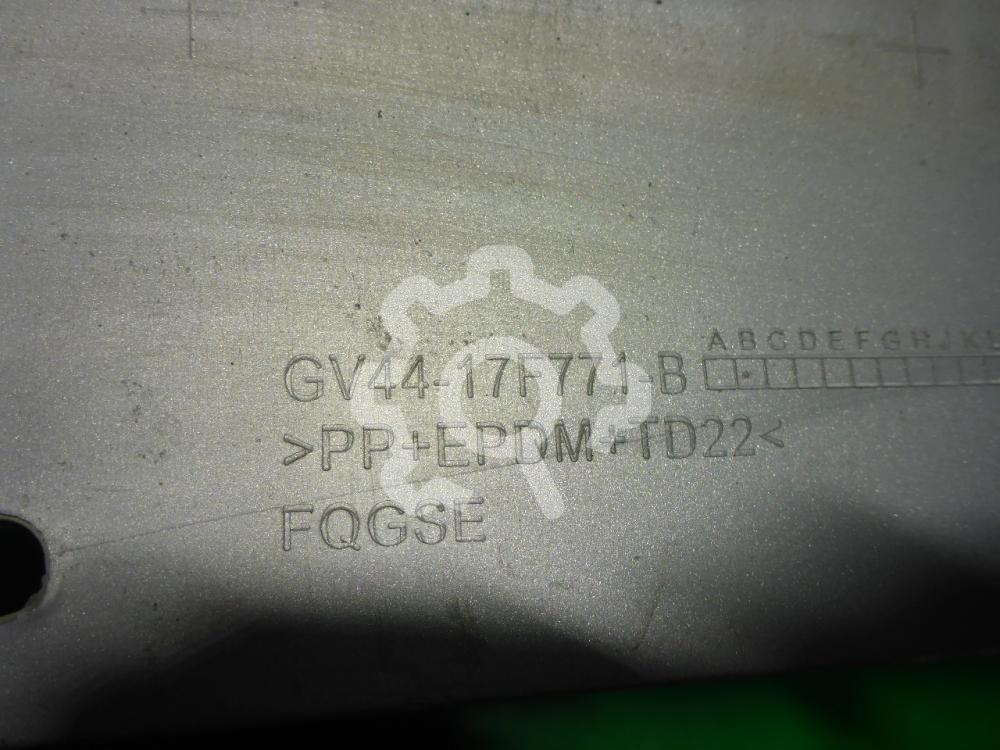 A B C D E F G H J K L
GV44-17F771-B
>PP+EPDM+TD22<
FQGSE